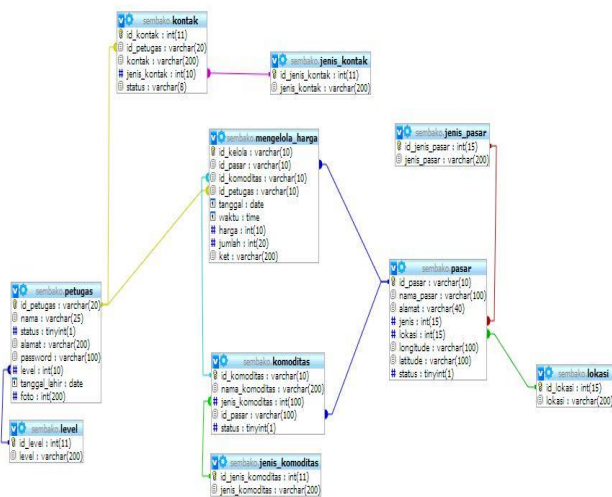 sembako.kontak
id_kontak : int(11)
id_petugas : varchar(20)
kontak : varchar(200)
jenis_kontak : int(10)
status : varchar(8)
sembako.jenis_kontak
id_jenis_kontak : int(11)
jenis_kontak : varchar(200)
sembako.mengelola_harga
id_kelola : varchar(10)
id_pasar : varchar(10)
id_komoditas : varchar(10)
id_petugas : varchar(10)
tanggal : date
waktu : time
harga : int(10)
jumlah : int(20)
ket : varchar(200)
sembako.jenis_pasar
id_jenis_pasar : int(15)
jenis_pasar : varchar(200)
sembako.pasar
id_pasar : varchar(10)
nama_pasar : varchar(100)
alamat : varchar(40)
jenis : int(15)
lokasi : int(15)
longitude : varchar(100)
latitude : varchar(100)
status : tinyint(1)
sembako.petugas
id_petugas : varchar(20)
nama : varchar(25)
status : tinyint(1)
alamat : varchar(200)
password : varchar(100)
level : int(10)
tanggal_lahir : date
foto : int(200)
sembako.komoditas
id_komoditas : varchar(10)
nama_komoditas : varchar(200)
jenis_komoditas : int(100)
id_pasar : varchar(100)
status : tinyint(1)
sembako.lokasi
id_lokasi : int(15)
lokasi : varchar(200)
sembako.level
id_level : int(11)
level : varchar(200)
sembako.jenis_komoditas
id_jenis_komoditas : int(11)
jenis_komoditas : varchar(200)